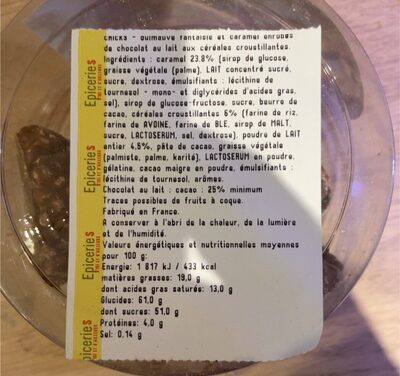 CHICKS - Guimauve fantaisie et caramel enrobés
de chocolat au lait aux céréales croustillantes.
Ingrédients : caramel 23,8% (sirop de glucose,
graisse végétale (palme), LAIT concentré sucré,
sucre, dextrose, émulsifiants : lécithine de
tournesol - mono- et diglycérides d'acides gras,
sel), sirop de glucose-fructose, sucre, beurre de
cacao, céréales croustillantes 6% (farine de riz,
farine de AVOINE, farine de BLE, sirop de MALT,
sucre, LACTOSERUM, sel, dextrose), poudre de LAIT
entier 4,5%, pâte de cacao, graisse végétale
(palmiste, palme, karité), LACTOSERUM en poudre,
gélatine, cacao maigre en poudre, émulsifiants :
lécithine de tournesol, arômes.
Chocolat au lait : cacao : 25% minimum
Traces possibles de fruits à coque.
Fabriqué en France.
A conserver à l'abri de la chaleur, de la lumière
et de l'humidité.
Valeurs énergétiques et nutritionnelles moyennes
pour 100 g:
Energie: 1 817 kJ / 433 kcal
matières grasses: 19,0 g
dont acides gras saturés: 13,0 g
Glucides: 61,0 g
dont sucres: 51,0 g
Protéines: 4,0 g
Sel: 0,14 g
EpicerieS
EpicerieS
EpicerieS
EpicerieS